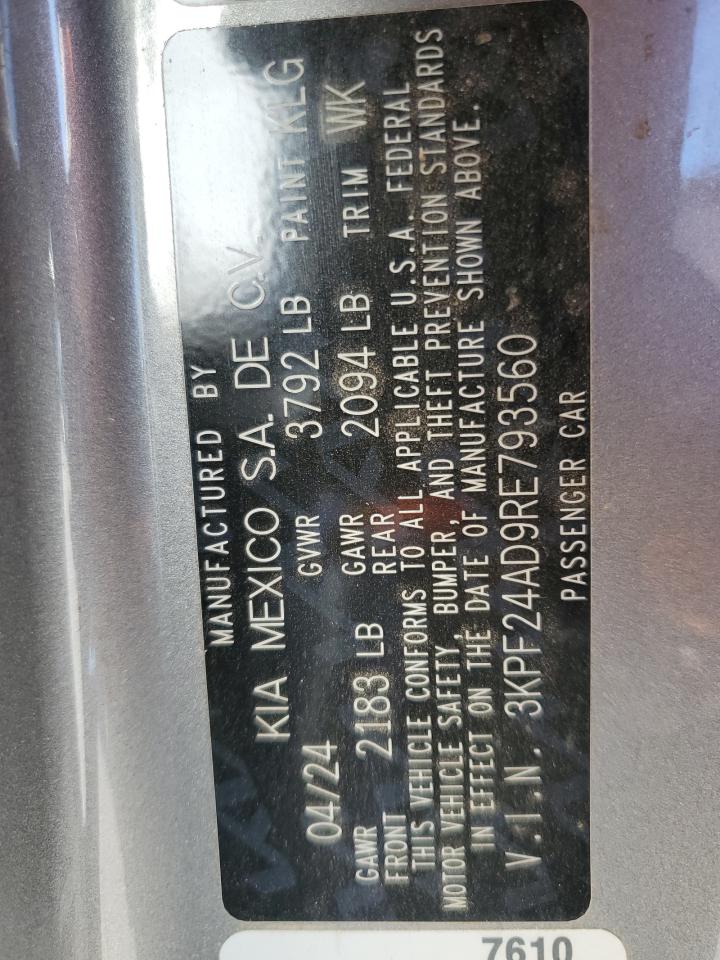 MANUFACTURED BY
KIA MEXICO S.A. DE C.V.
04/24 GVWR 3792 LB PAINT KLG
GAWR FRONT 2183 LB GAWR REAR 2094 LB TRIM WK
THIS VEHICLE CONFORMS TO ALL APPLICABLE U.S.A. FEDERAL
MOTOR VEHICLE SAFETY, BUMPER, AND THEFT PREVENTION STANDARDS
IN EFFECT ON THE DATE OF MANUFACTURE SHOWN ABOVE.
V.I.N. 3KPF24AD9RE793560
PASSENGER CAR
7610